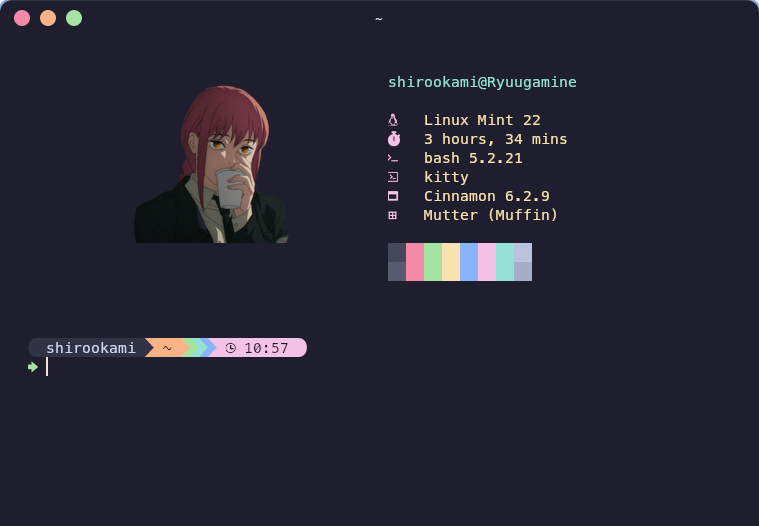 ~
shirookami@Ryuugamine
Linux Mint 22
3 hours, 34 mins
bash 5.2.21
kitty
Cinnamon 6.2.9
Mutter (Muffin)
shirookami ~ 10:57